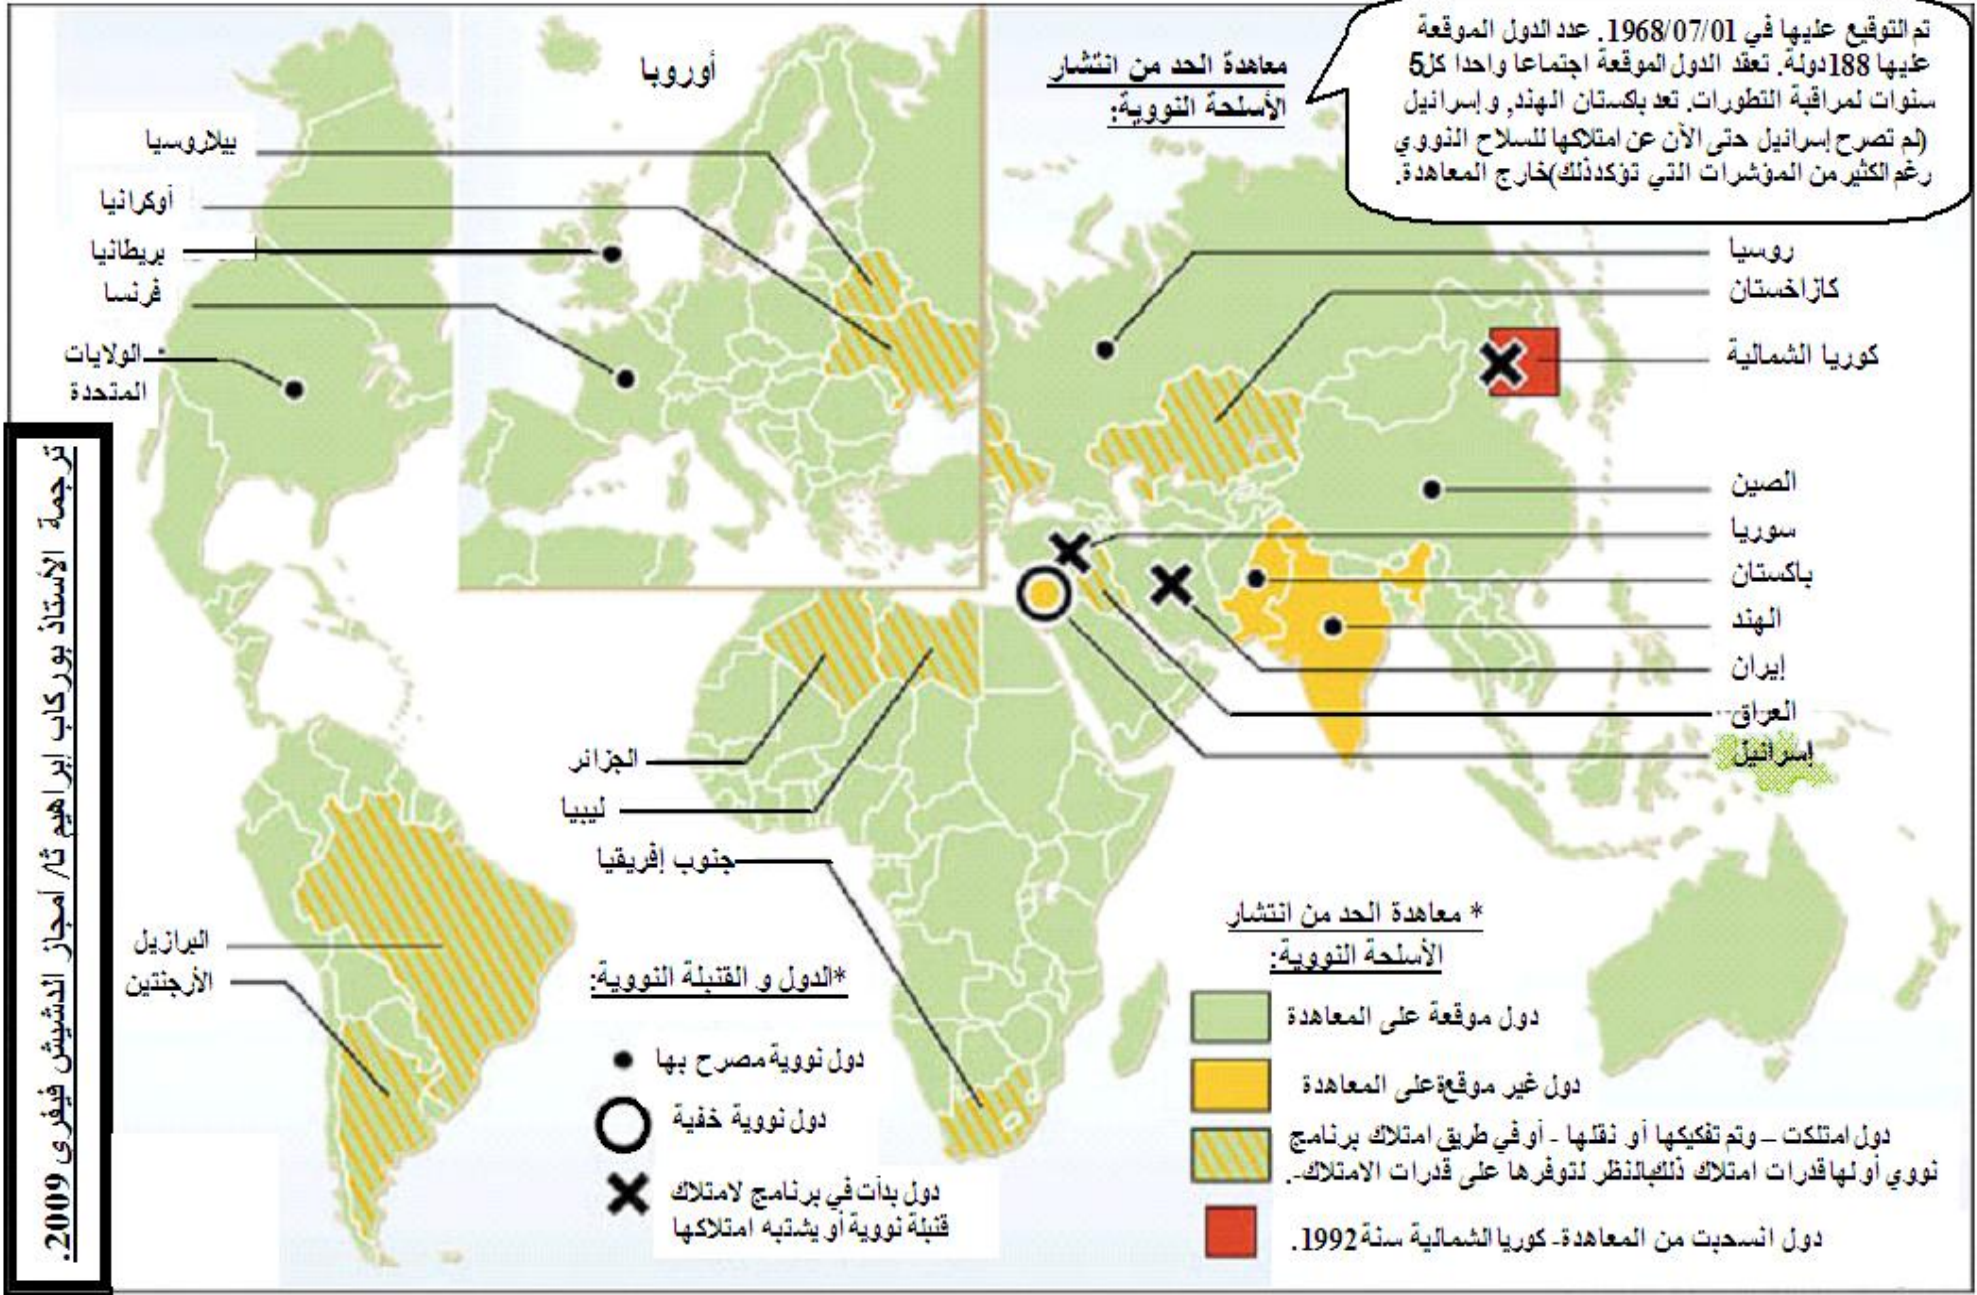 تم التوقيع عليها في 1968/07/01. عدد الدول الموقعة
عليها 188دولة. تعقد الدول الموقعة اجتماعا واحدا كل5
سنوات لمراقبة التطورات. تعد باكستان الهند, وإسرائيل
(لم تصرح إسرائيل حتى الآن عن امتلاكها للسلاح النووي
رغم الكثير من المؤشرات التي تؤكدذلك)خارج المعاهدة.
معاهدة الحد من انتشار
الأسلحة النووية:
أوروبا
روسيا
كازاخستان
كوريا الشمالية
الصين
سوريا
باكستان
الهند
إيران
العراق
إسرائيل
بيلاروسيا
أوكرانيا
بريطانيا
فرنسا
الولايات
المتحدة
الجزائر
ليبيا
جنوب إفريقيا
البرازيل
الأرجنتين
* معاهدة الحد من انتشار
الأسلحة النووية:
دول موقعة على المعاهدة
دول غير موقعةعلى المعاهدة
دول امتلكت – وتم تفكيكها أو نقلها - أوفي طريق امتلاك برنامج
نووي أولهاقدرات امتلاك ذلكبالنظر لتوفرها على قدرات الامتلاك-.
دول انسحبت من المعاهدة- كوريا الشمالية سنة 1992.
*الدول و القنبلة النووية:
دول نووية مصرح بها
دول نووية خفية
دول بدأت في برنامج لامتلاك
قنبلة نووية أو يشتبه امتلاكها
ترجمة الأستاذ بوركاب ابراهيم ثا/ أمجاز الدشيش فيفري 2009.